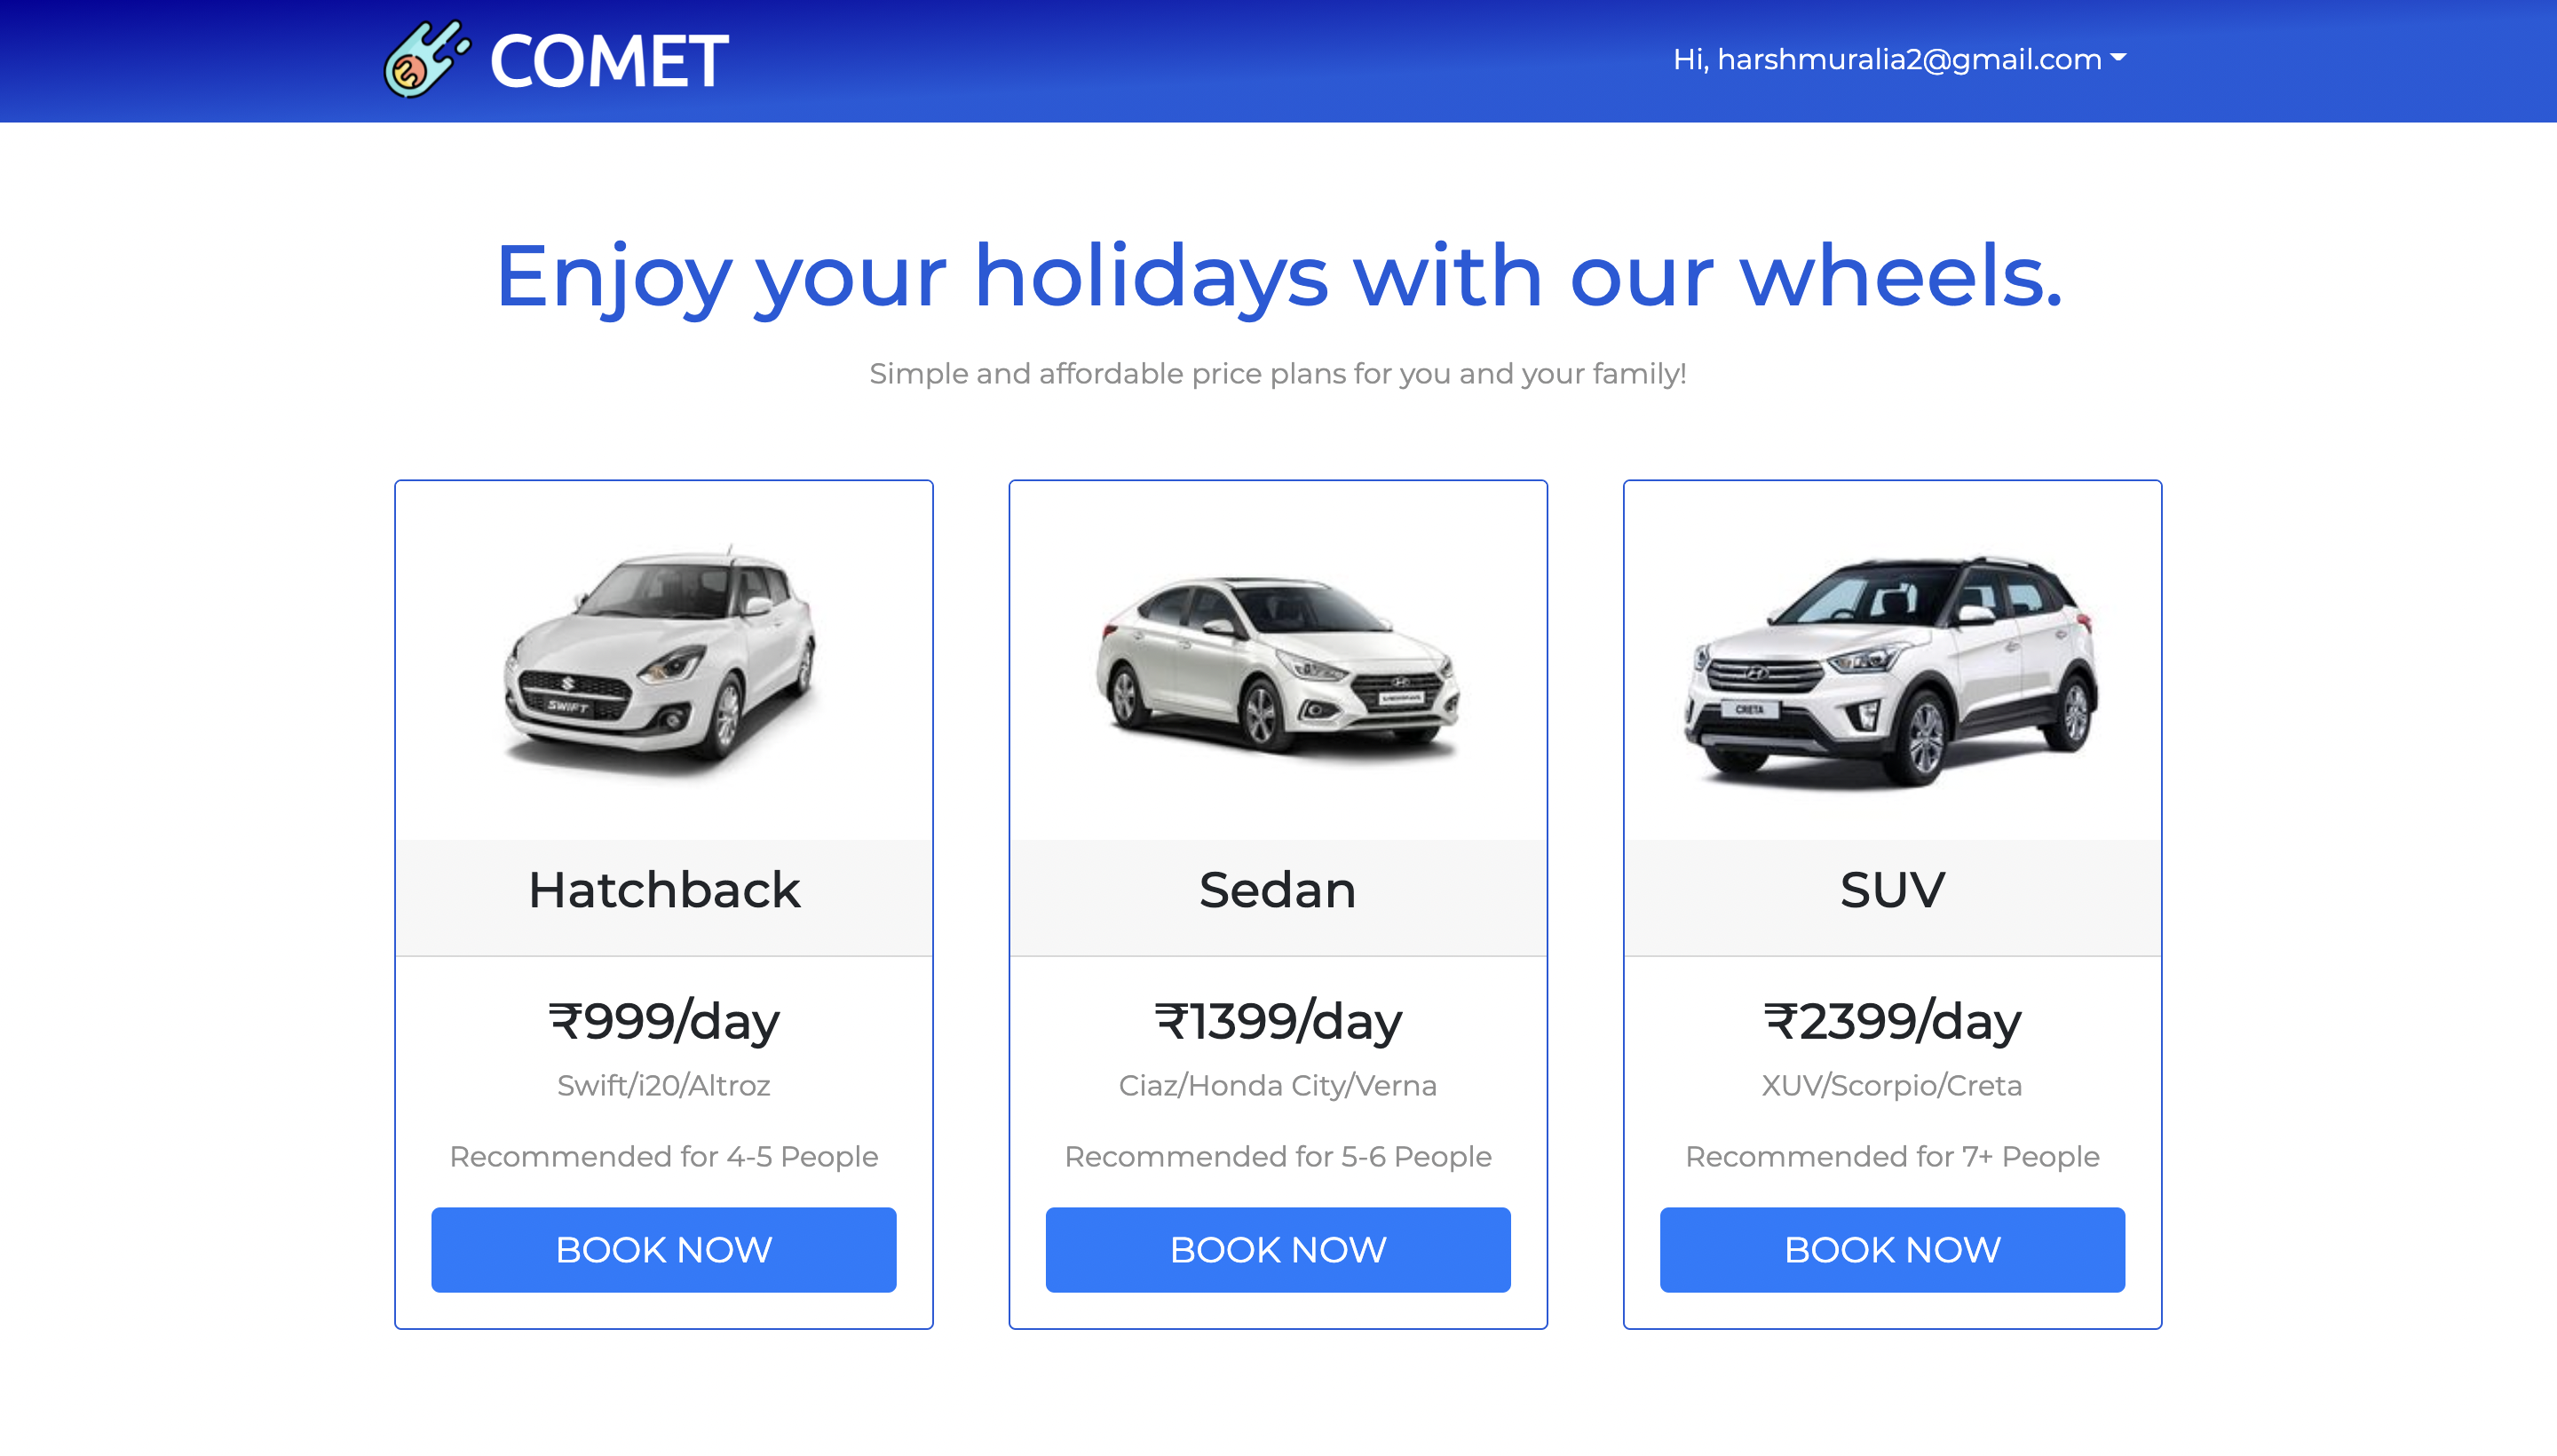 COMET
Hi, harshmuralia2@gmail.com
Enjoy your holidays with our wheels.
Simple and affordable price plans for you and your family!
SWIFT
CRETA
Hatchback
Sedan
SUV
₹999/day
₹1399/day
₹2399/day
Swift/i20/Altroz
Ciaz/Honda City/Verna
XUV/Scorpio/Creta
Recommended for 4-5 People
Recommended for 5-6 People
Recommended for 7+ People
BOOK NOW
BOOK NOW
BOOK NOW